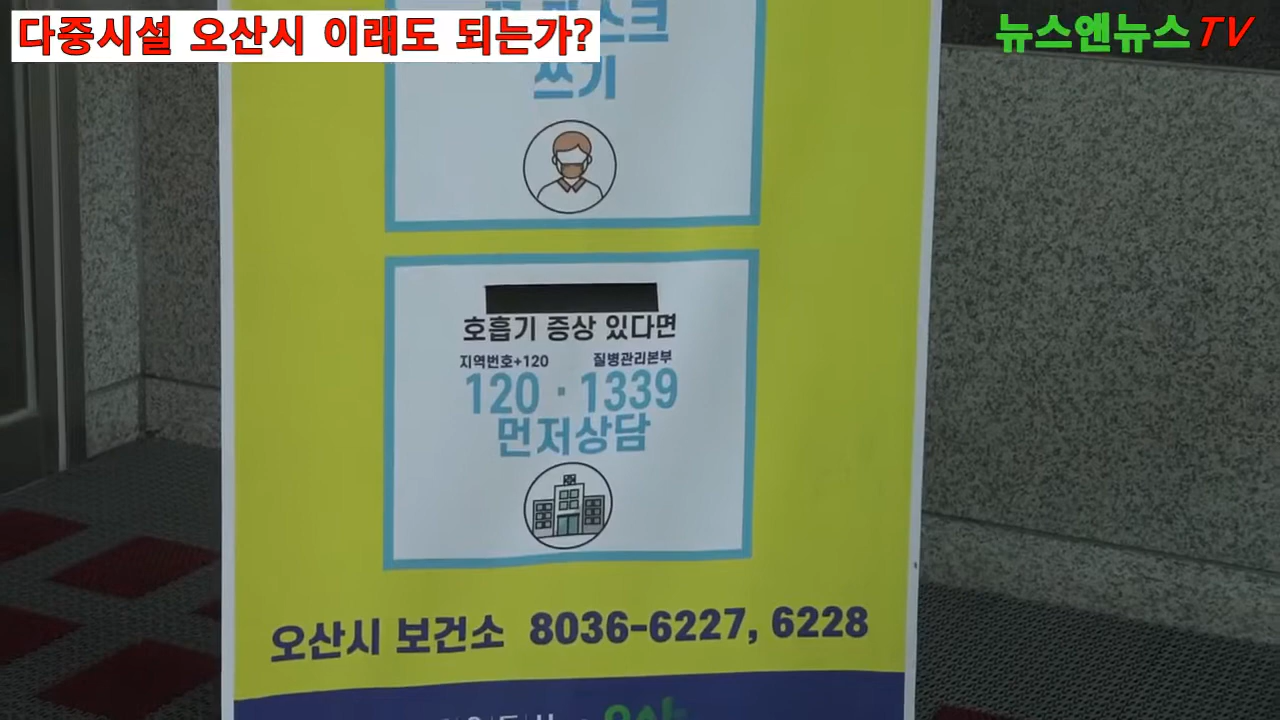 다중시설 오산시 이래도 되는가?
뉴스앤뉴스TV
쓰기
호흡기 증상 있다면
지역번호+120 질병관리본부
120 · 1339
먼저상담
오산시 보건소 8036-6227, 6228